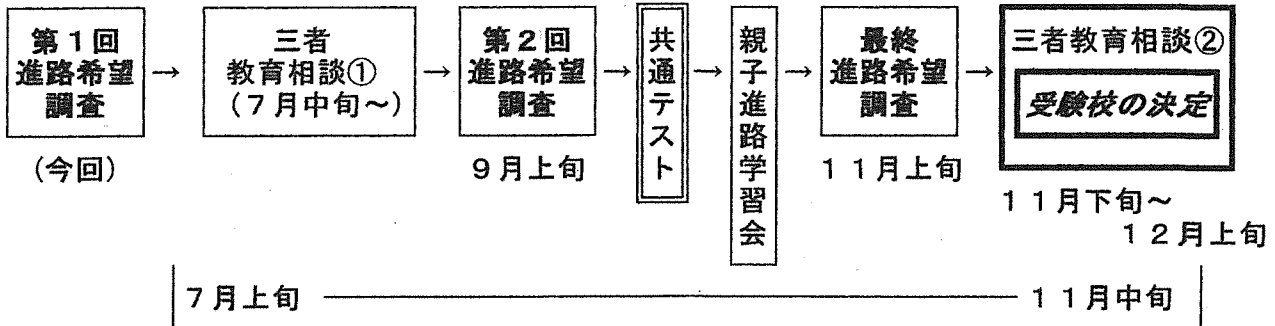 第1回
進路希望
調査
(今回)
→
三者
教育相談①
(7月中旬~)
→
第2回
進路希望
調査
9月上旬
→
共通テスト
→
親子進路学習会
→
最終
進路希望
調査
11月上旬
→
三者教育相談②
受験校の決定
11月下旬~
12月上旬
7月上旬
11月中旬